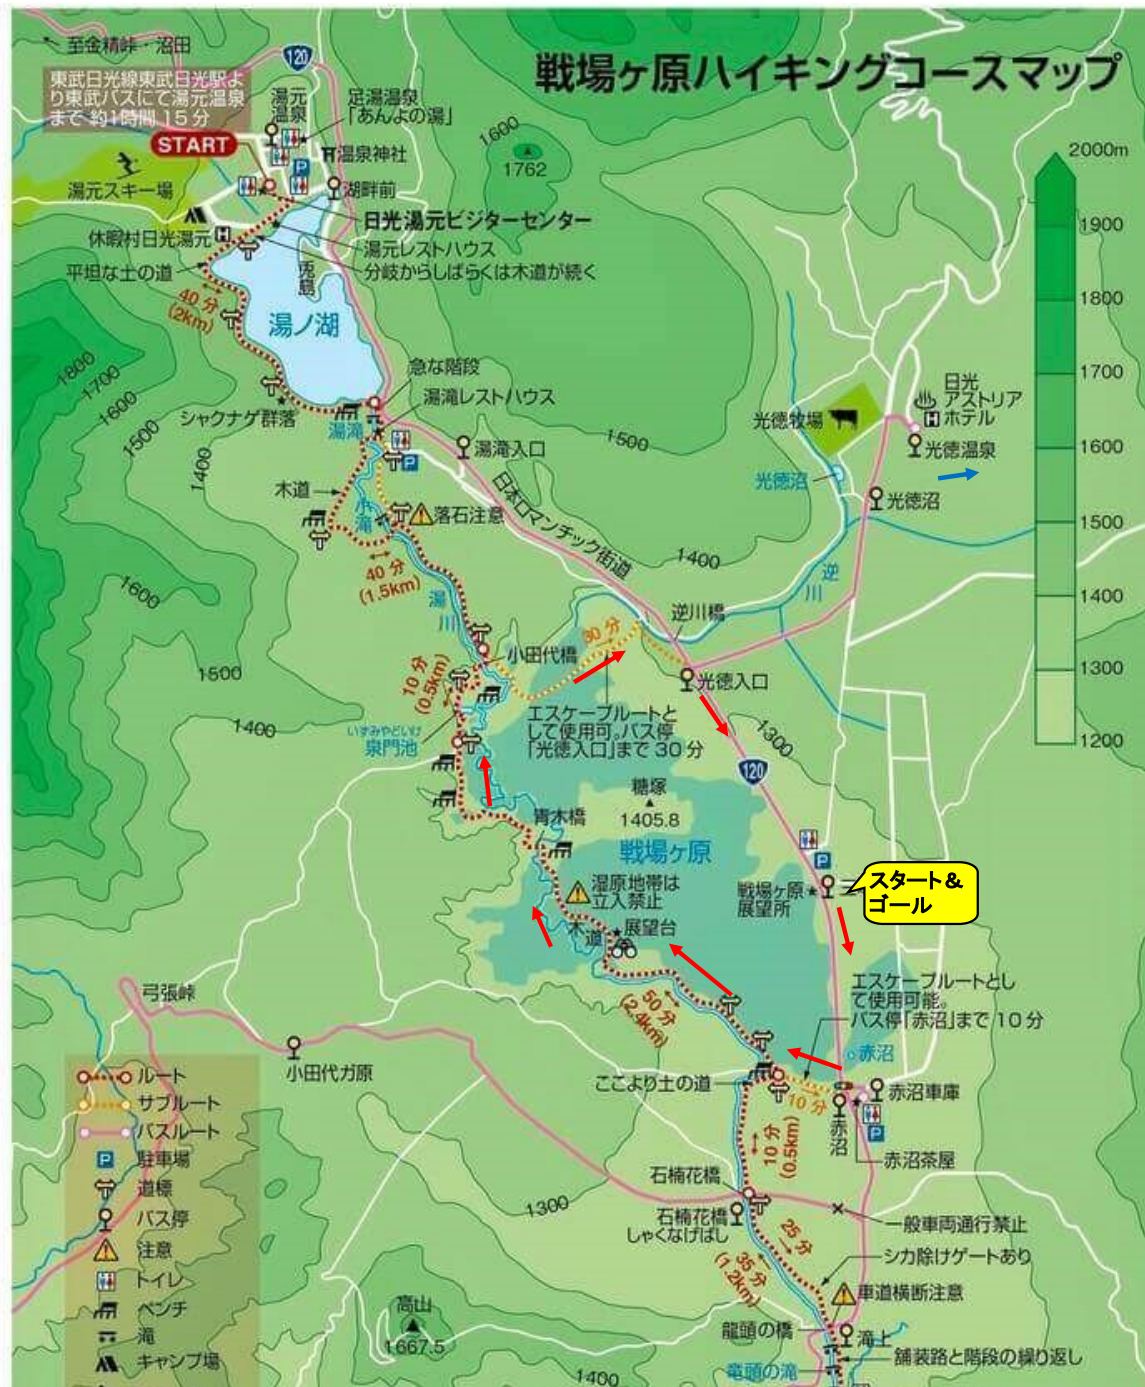 戦場ヶ原ハイキングコースマップ
至金精峠・沼田
120
東武日光線東武日光駅よ
り東武バスにて湯元温泉
まで 約1時間 15分
START
湯元
温泉
足湯温泉
「あんよの湯」
温泉神社
P
湖畔前
湯元スキー場
日光湯元ビジターセンター
休暇村日光湯元
H
湯元レストハウス
分岐からしばらくは木道が続く
平坦な土の道
兎島
40分
(2km)
湯ノ湖
1600
1762
2000m
1900
1800
1700
1600
1500
1400
1300
1200
1800
1700
1600
1500
1400
急な階段
湯滝レストハウス
シャクナゲ群落
湯滝
P
湯滝入口
1500
日本ロマンチック街道
光徳牧場
日光
アストリア
ホテル
H
光徳温泉
光徳沼
光徳沼
木道
小滝
落石注意
40分
(1.5km)
湯川
1400
逆川
1600
1500
1400
30分
逆川橋
小田代橋
10分
(0.5km)
光徳入口
エスケープルートと
して使用可。バス停
「光徳入口」まで 30分
1300
いずみやどいけ
泉門池
120
糖塚
1405.8
青木橋
戦場ヶ原
湿原地帯は
立入禁止
P
戦場ヶ原
展望所
スタート&
ゴール
木道
展望台
50分
(2.4km)
エスケープルートとし
て使用可能。
バス停「赤沼」まで 10分
弓張峠
小田代ガ原
赤沼
ここより土の道
10分
赤沼
赤沼車庫
P
赤沼茶屋
10分
(0.5km)
石楠花橋
石楠花橋
しゃくなげばし
1300
一般車両通行禁止
25分
35分
(1.2km)
シカ除けゲートあり
車道横断注意
龍頭の橋
滝上
竜頭の滝
舗装路と階段の繰り返し
高山
1667.5
1400
ルート
サブルート
バスルート
P 駐車場
道標
バス停
注意
トイレ
ベンチ
滝
キャンプ場